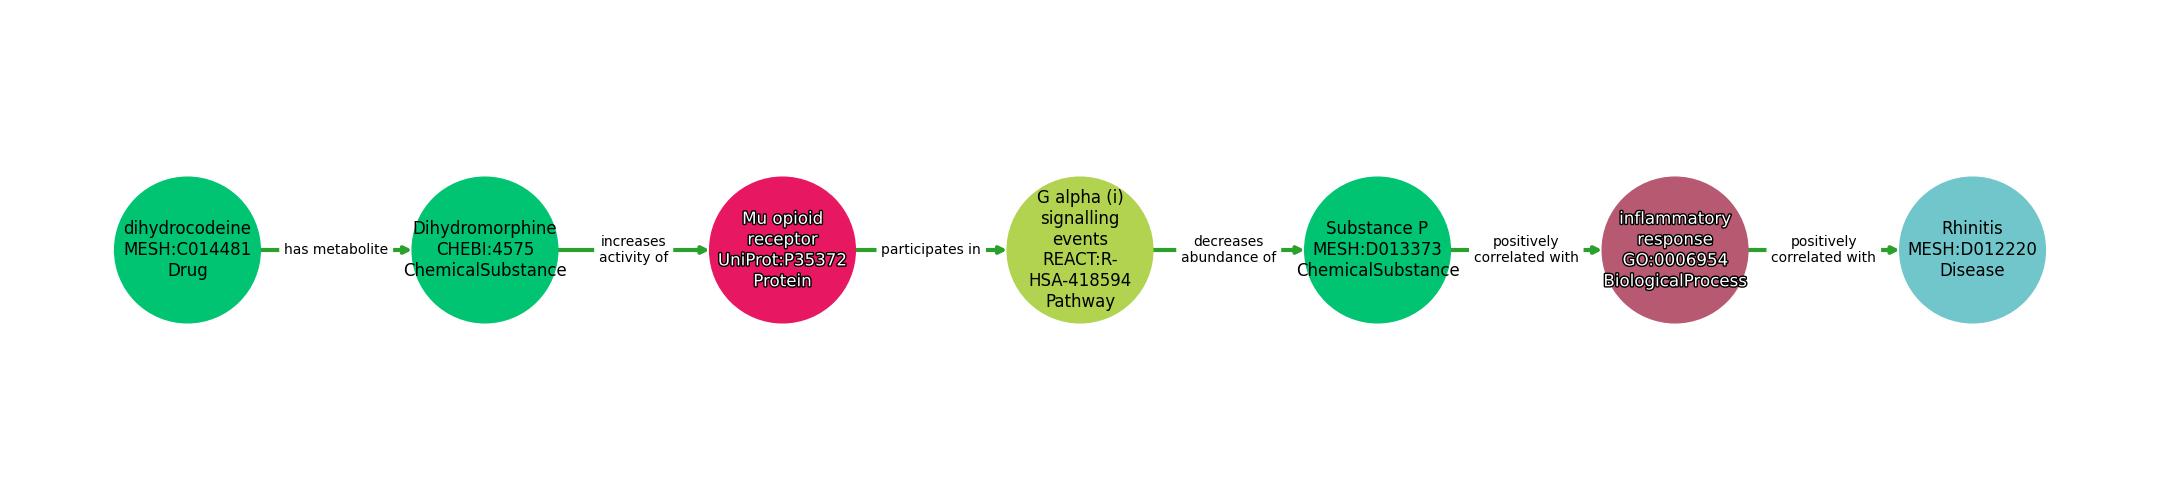 dihydrocodeine
MESH:C014481
Drug
has metabolite
Dihydromorphine
CHEBI:4575
ChemicalSubstance
increases
activity of
Mu opioid
receptor
UniProt:P35372
Protein
participates in
G alpha (i)
signalling
events
REACT:R-
HSA-418594
Pathway
decreases
abundance of
Substance P
MESH:D013373
ChemicalSubstance
positively
correlated with
inflammatory
response
GO:0006954
BiologicalProcess
positively
correlated with
Rhinitis
MESH:D012220
Disease